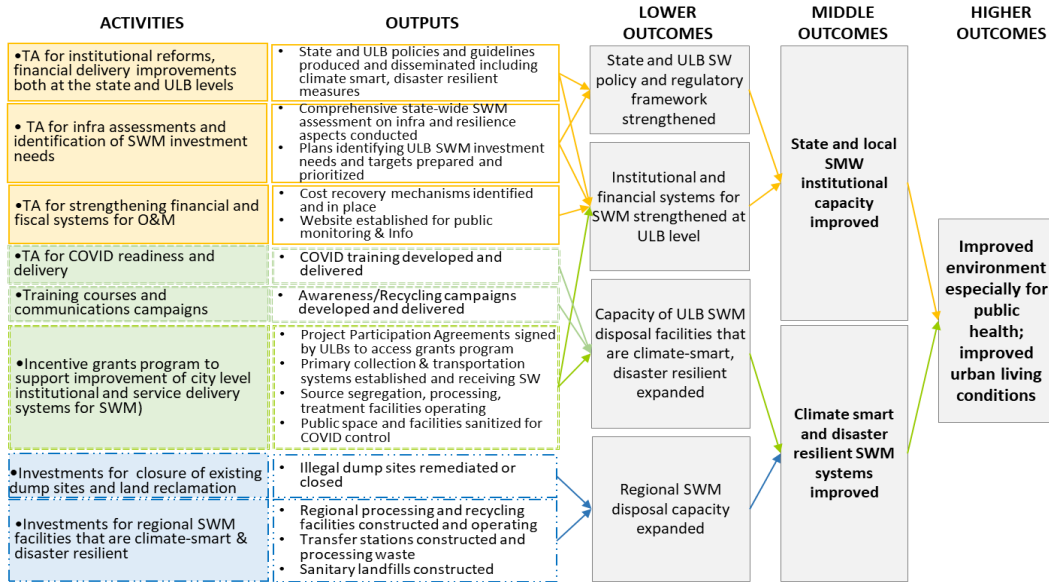 ACTIVITIES
OUTPUTS
LOWER
OUTCOMES
MIDDLE
OUTCOMES
HIGHER
OUTCOMES
•TA for institutional reforms,
financial delivery improvements
both at the state and ULB levels
• TA for infra assessments and
identification of SWM investment
needs
•TA for strengthening financial and
fiscal systems for O&M
•TA for COVID readiness and
delivery
•Training courses and
communications campaigns
•Incentive grants program to
support improvement of city level
institutional and service delivery
systems for SWM)
•Investments for closure of existing
dump sites and land reclamation
•Investments for regional SWM
facilities that are climate-smart &
disaster resilient
• State and ULB policies and guidelines
produced and disseminated including
climate smart, disaster resilient
measures
• Comprehensive state-wide SWM
assessment on infra and resilience
aspects conducted
• Plans identifying ULB SWM investment
needs and targets prepared and
prioritized
• Cost recovery mechanisms identified
and in place
• Website established for public
monitoring & Info
• COVID training developed and
delivered
• Awareness/Recycling campaigns
developed and delivered
• Project Participation Agreements signed
by ULBs to access grants program
• Primary collection & transportation
systems established and receiving SW
• Source segregation, processing,
treatment facilities operating
• Public space and facilities sanitized for
COVID control
• Illegal dump sites remediated or
closed
• Regional processing and recycling
facilities constructed and operating
• Transfer stations constructed and
processing waste
• Sanitary landfills constructed
State and ULB SW
policy and regulatory
framework
strengthened
Institutional and
financial systems for
SWM strengthened at
ULB level
Capacity of ULB SWM
disposal facilities that
are climate-smart,
disaster resilient
expanded
Regional SWM
disposal capacity
expanded
State and local
SMW
institutional
capacity
improved
Climate smart
and disaster
resilient SWM
systems
improved
Improved
environment
especially for
public
health;
improved
urban living
conditions